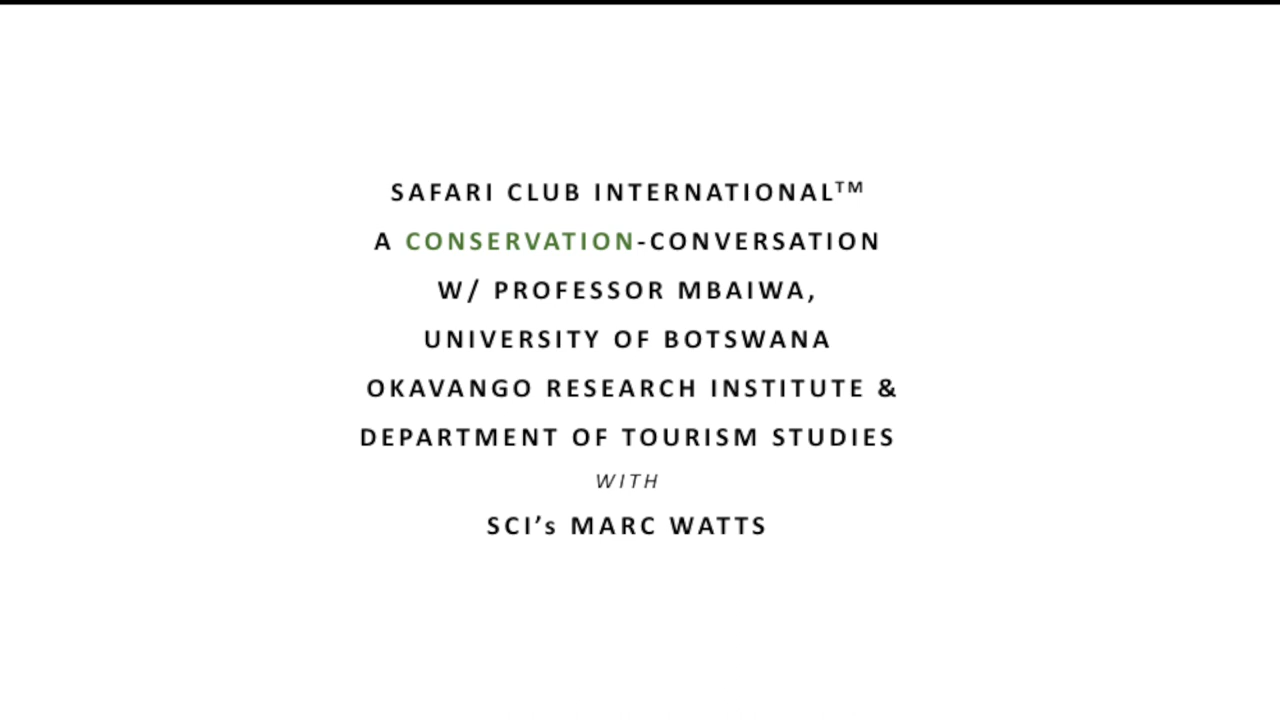 SAFARI CLUB INTERNATIONAL™
A CONSERVATION-CONVERSATION
W/ PROFESSOR MBAIWA,
UNIVERSITY OF BOTSWANA
OKAVANGO RESEARCH INSTITUTE &
DEPARTMENT OF TOURISM STUDIES
WITH
SCI’s MARC WATTS